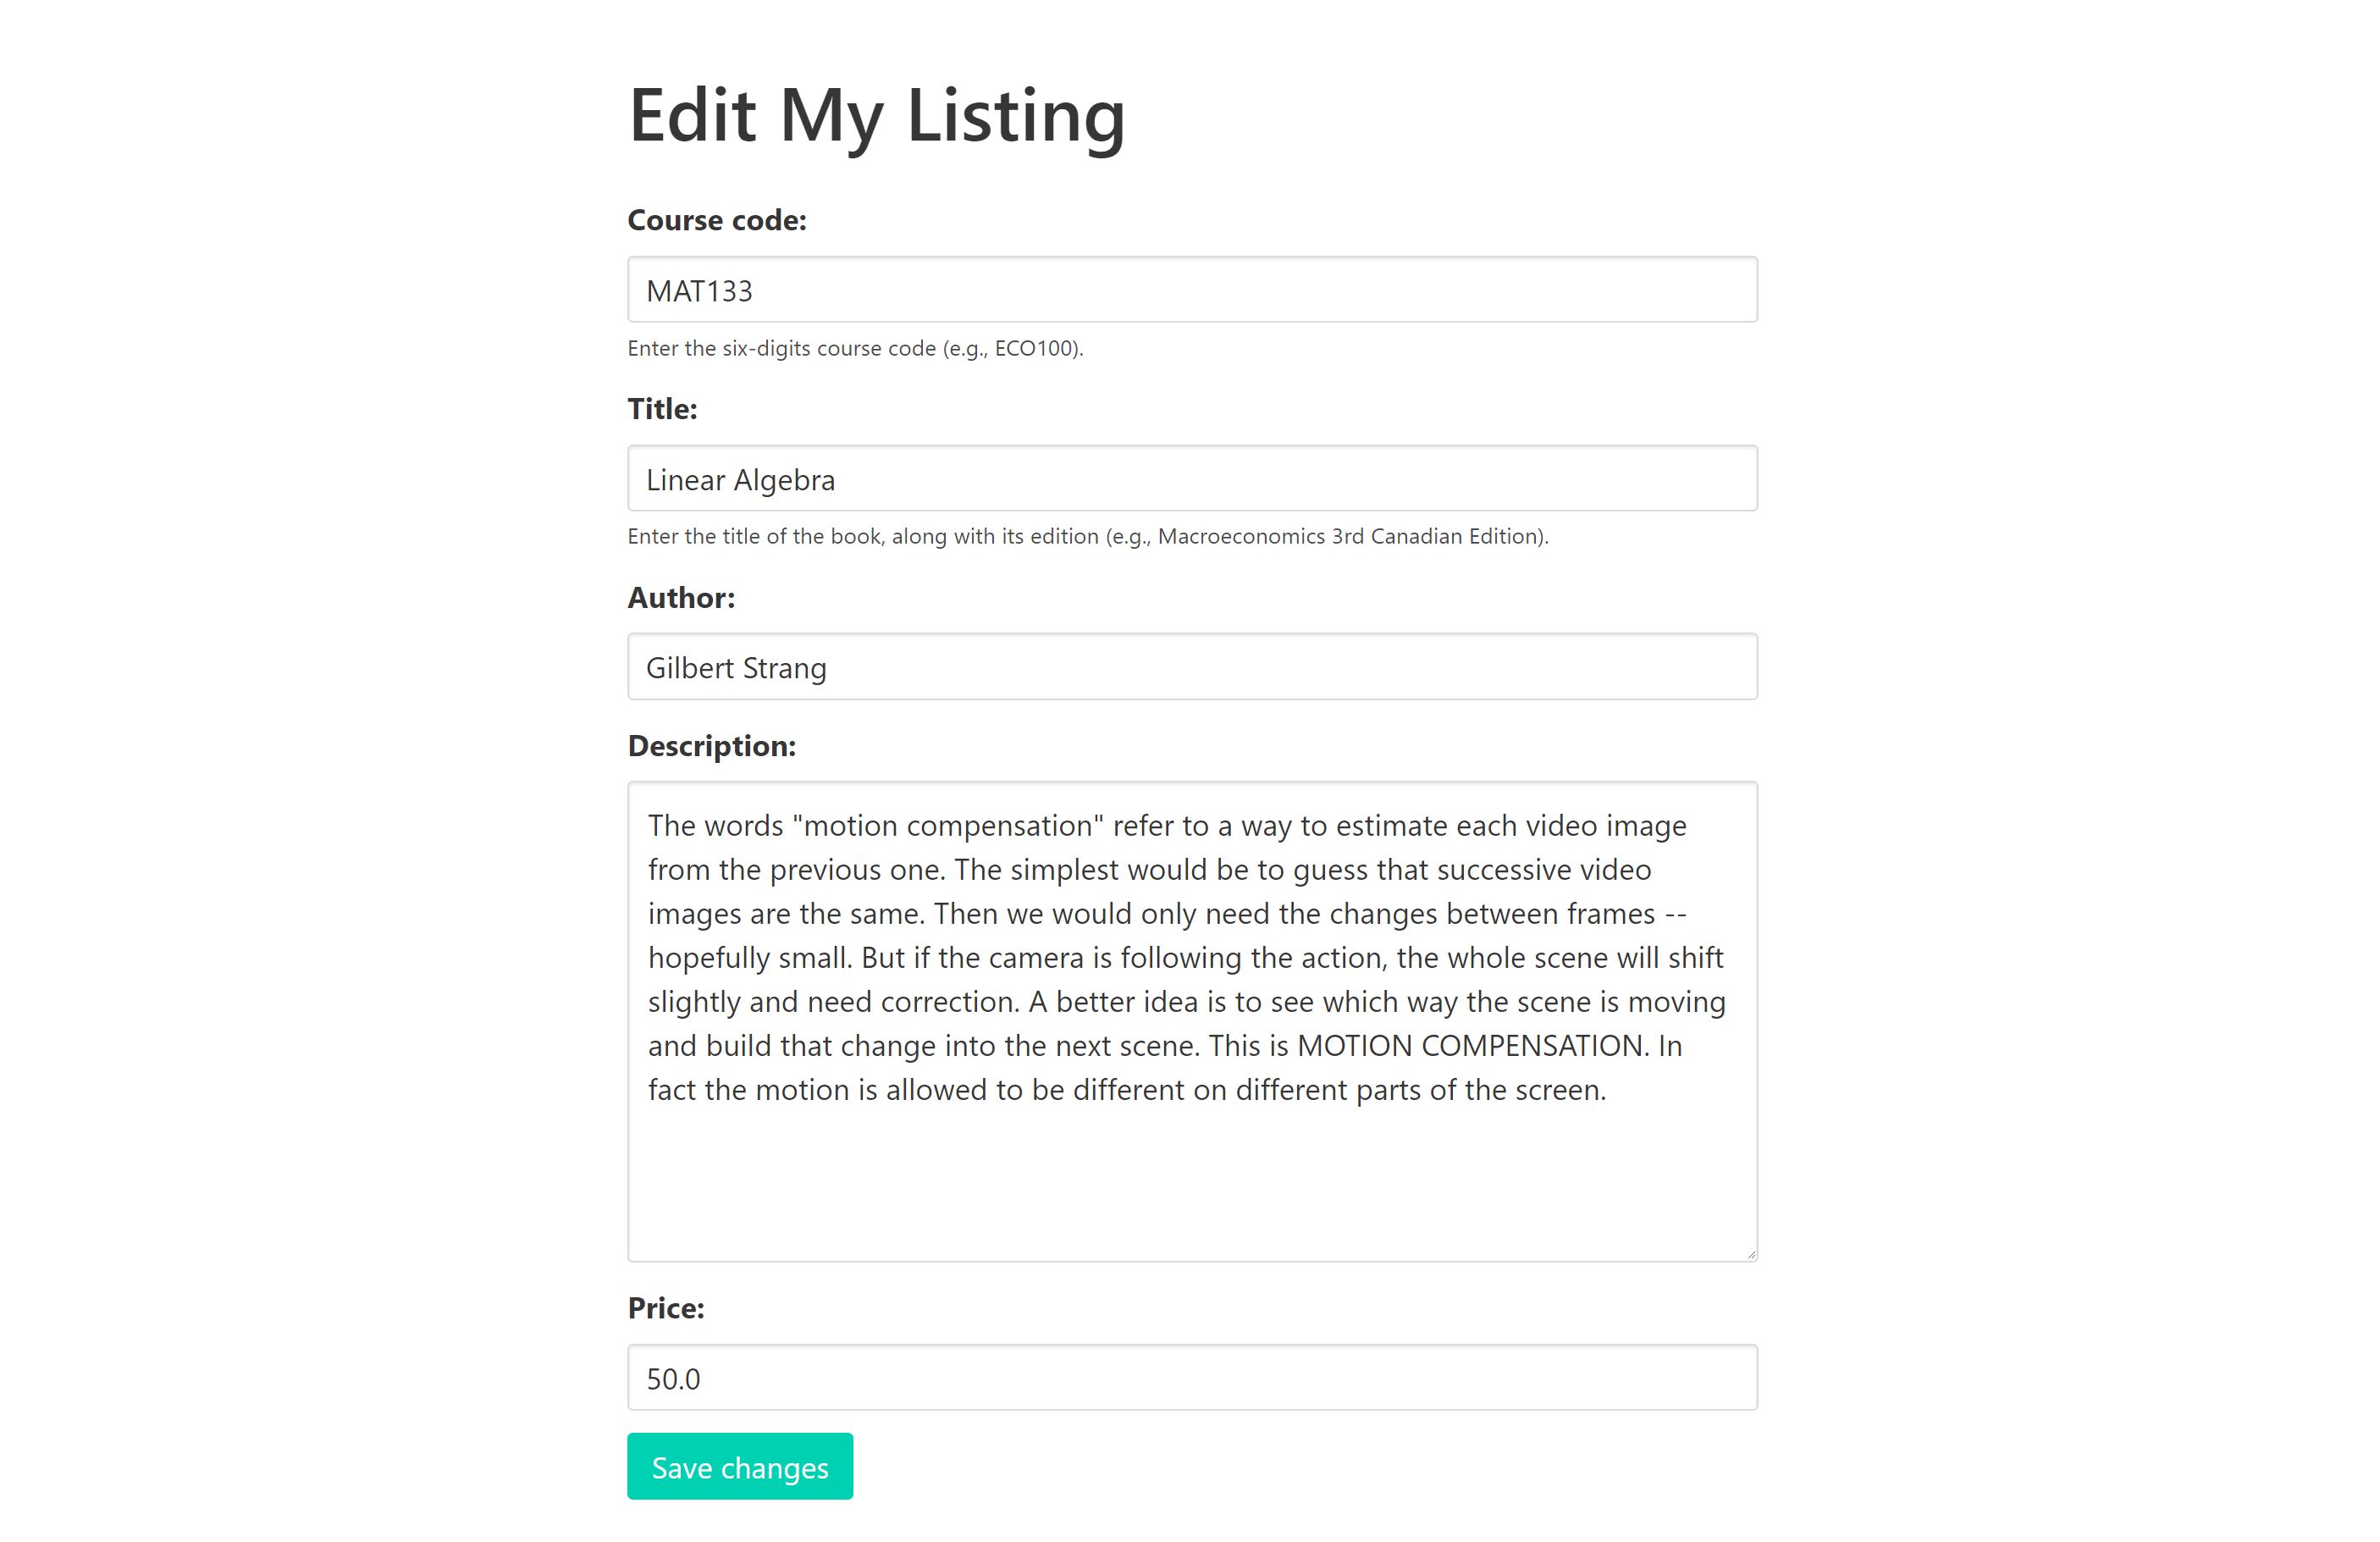 Edit My Listing
Course code:
MAT133
Enter the six-digits course code (e.g., ECO100).
Title:
Linear Algebra
Enter the title of the book, along with its edition (e.g., Macroeconomics 3rd Canadian Edition).
Author:
Gilbert Strang
Description:
The words "motion compensation" refer to a way to estimate each video image
from the previous one. The simplest would be to guess that successive video
images are the same. Then we would only need the changes between frames --
hopefully small. But if the camera is following the action, the whole scene will shift
slightly and need correction. A better idea is to see which way the scene is moving
and build that change into the next scene. This is MOTION COMPENSATION. In
fact the motion is allowed to be different on different parts of the screen.
Price:
50.0
Save changes